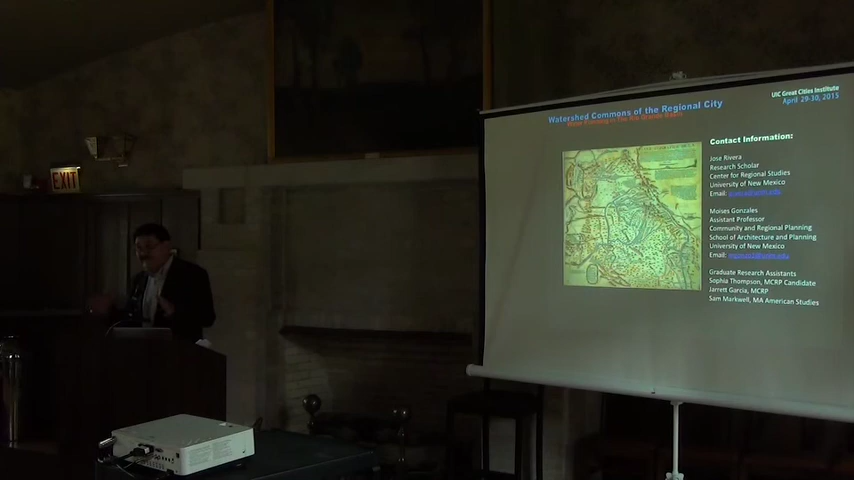 EXIT
UIC Great Cities Institute
April 29-30, 2015
Watershed Commons of the Regional City
Contact Information:
Jose Rivera
Research Scholar
Center for Regional Studies
University of New Mexico
Email:
Moises Gonzales
Assistant Professor
Community and Regional Planning
School of Architecture and Planning
University of New Mexico
Email:
Graduate Research Assistants
Sophia Thompson, MCRP Candidate
Jarrett Garcia, MCRP
Sam Markwell, MA American Studies